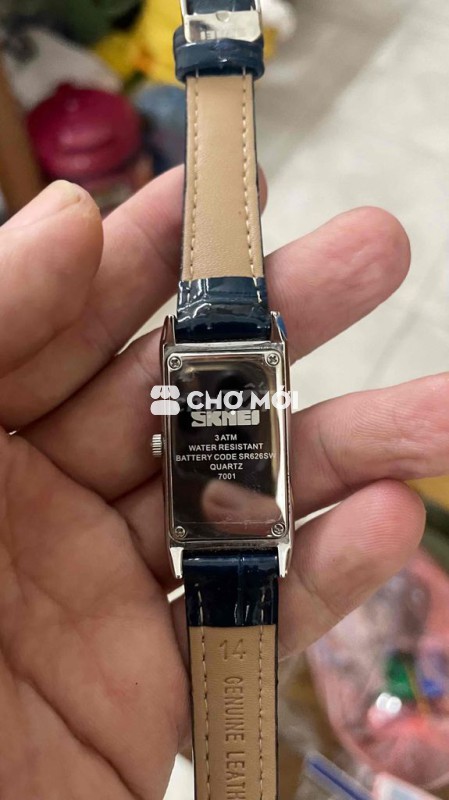 CHỢ MỚI
SKMEI
3 ATM
WATER RESISTANT
BATTERY CODE SR626SW
QUARTZ
7001
14
GENUINE LEATH